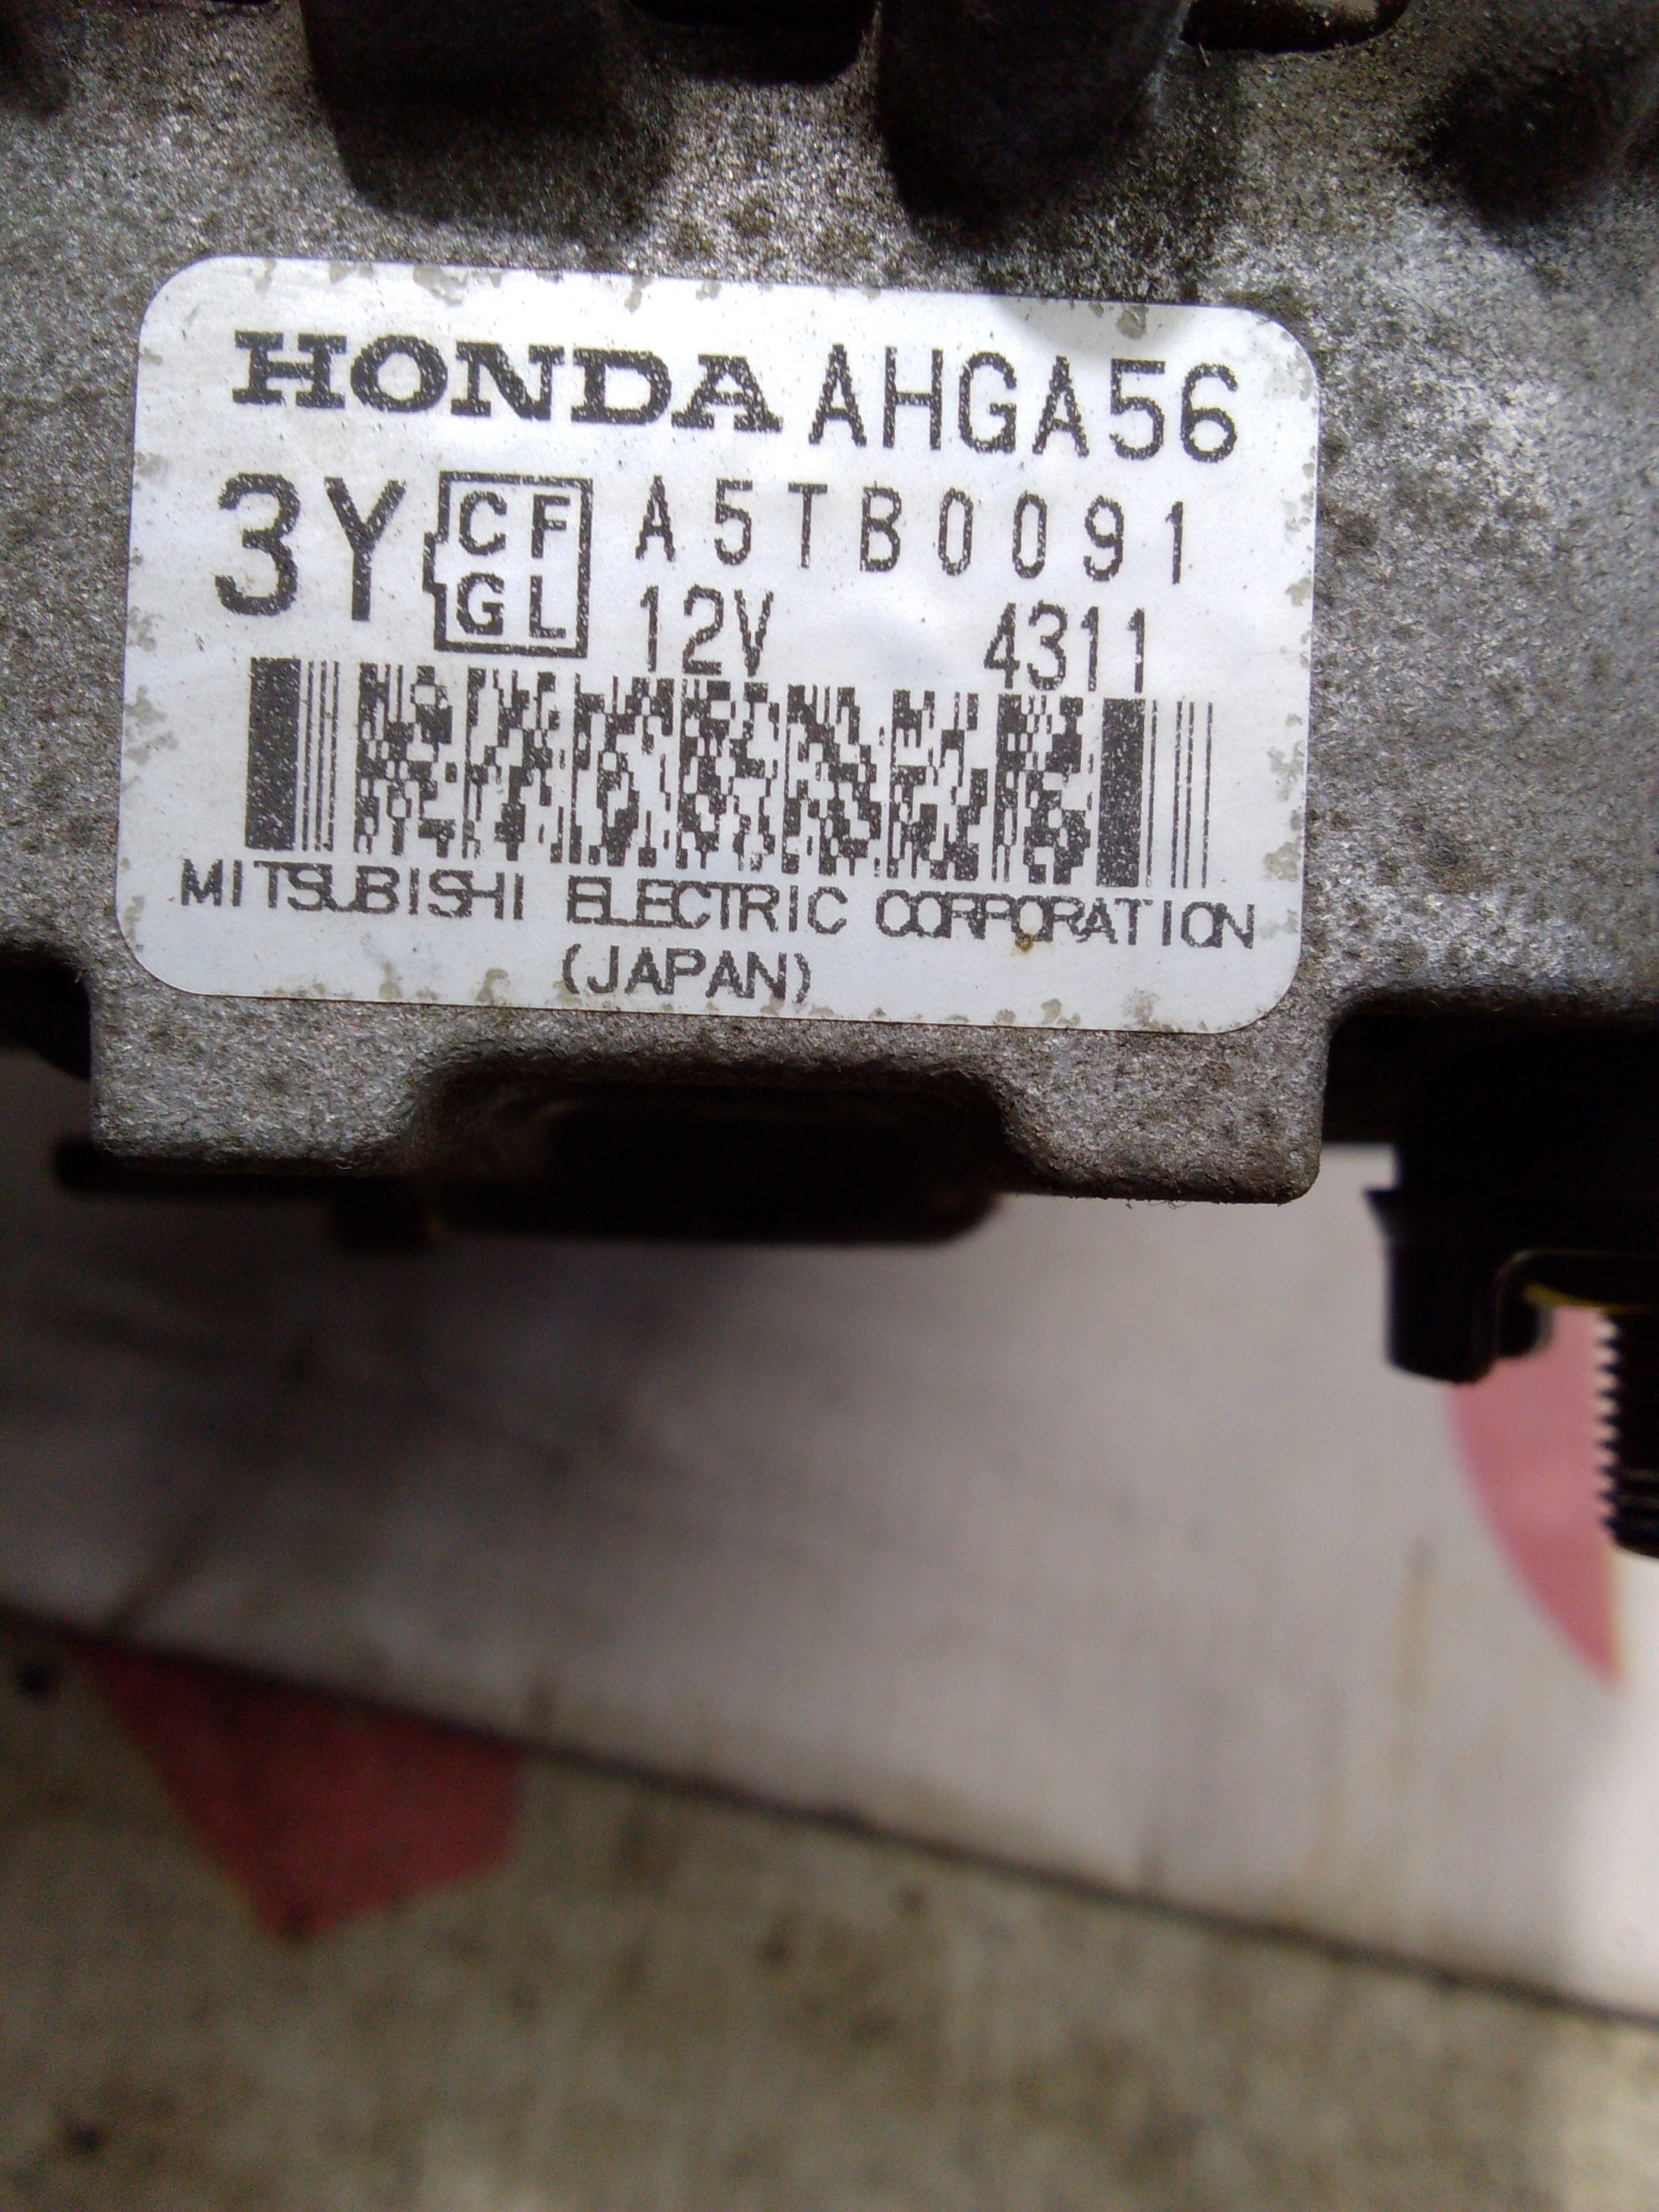 HONDA AHGA56
3Y CF GL A5TB0091
12V 4311
MITSUBISHI ELECTRIC CORPORATION
(JAPAN)